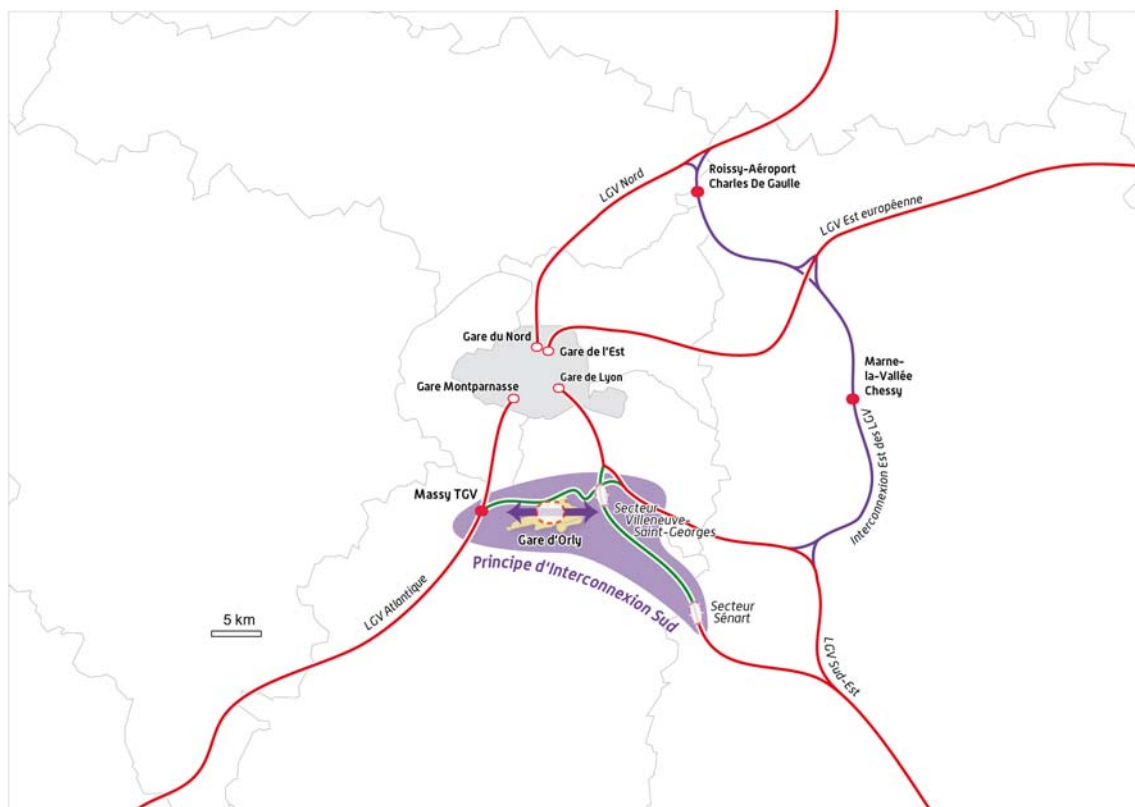 Roissy-Aéroport
Charles De Gaulle
LGV Nord
LGV Est européenne
Gare du Nord
Gare de l'Est
Gare de Lyon
Gare Montparnasse
Marne-
la-Vallée
Chessy
Interconnexion Est des LGV
Massy TGV
Secteur
Villeneuve-
Saint-Georges
Gare d'Orly
Principe d'Interconnexion Sud
LGV Atlantique
Secteur
Sénart
LGV Sud-Est
5 km